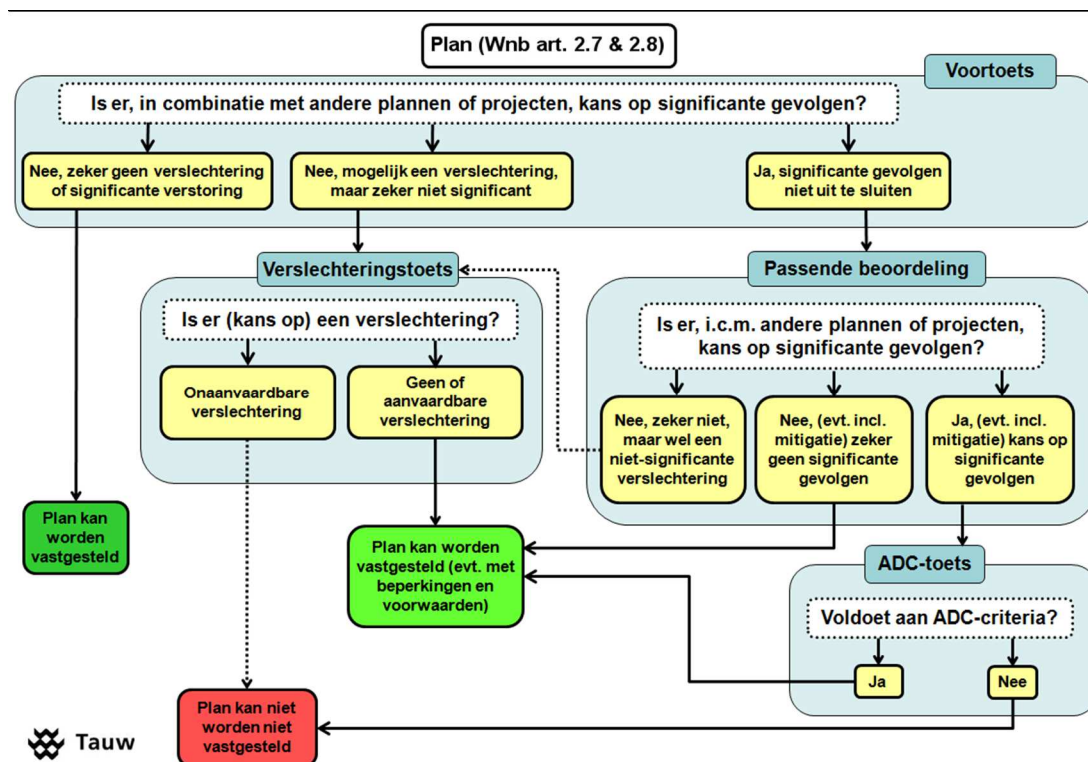 Plan (Wnb art. 2.7 & 2.8)
Voortoets
Is er, in combinatie met andere plannen of projecten, kans op significante gevolgen?
Nee, zeker geen verslechtering
of significante verstoring
Nee, mogelijk een verslechtering,
maar zeker niet significant
Ja, significante gevolgen
niet uit te sluiten
Verslechteringstoets
Is er (kans op) een verslechtering?
Onaanvaardbare
verslechtering
Geen of
aanvaardbare
verslechtering
Passende beoordeling
Is er, i.c.m. andere plannen of projecten,
kans op significante gevolgen?
Nee, zeker niet,
maar wel een
niet-significante
verslechtering
Nee, (evt. incl.
mitigatie) zeker
geen significante
gevolgen
Ja, (evt. incl.
mitigatie) kans op
significante
gevolgen
Plan kan
worden
vastgesteld
Plan kan worden
vastgesteld (evt. met
beperkingen en
voorwaarden)
ADC-toets
Voldoet aan ADC-criteria?
Ja
Nee
Plan kan niet
worden niet
vastgesteld
Tauw